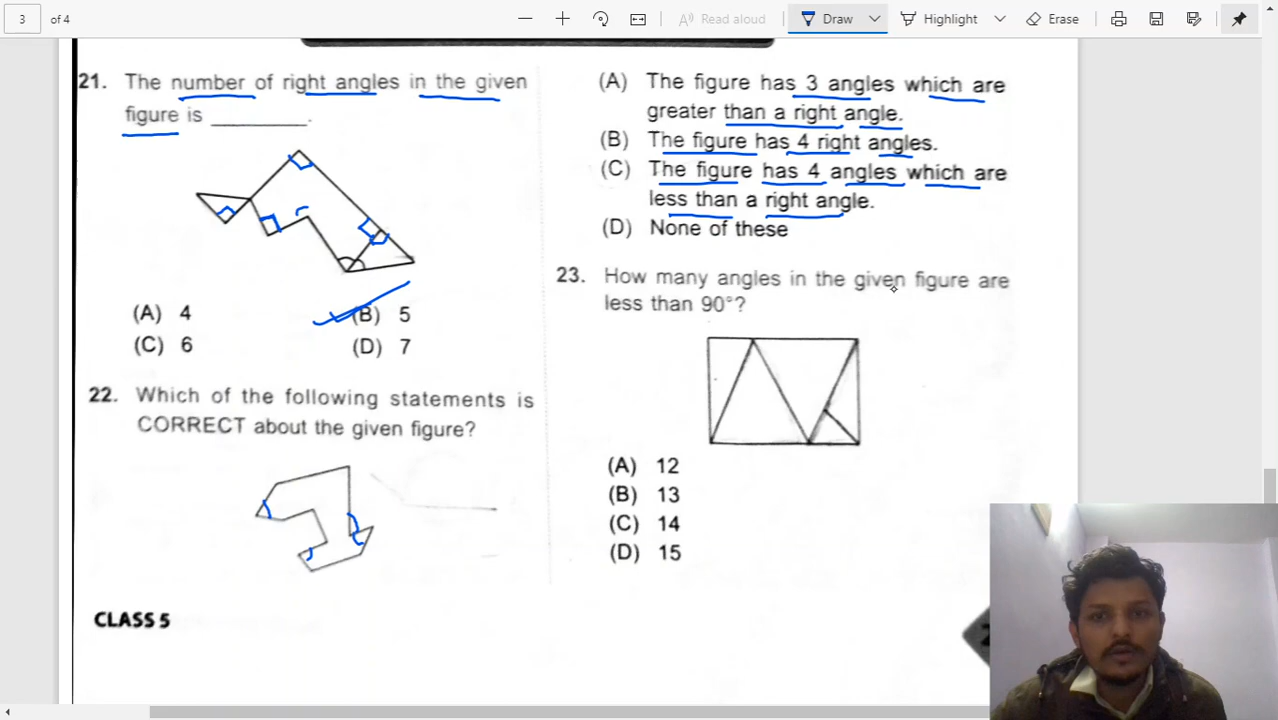 3 of 4
Read aloud
Draw
Highlight
Erase
21. The number of right angles in the given
figure is ________.
(A) 4
(B) 5
(C) 6
(D) 7
22. Which of the following statements is
CORRECT about the given figure?
CLASS 5
(A) The figure has 3 angles which are
greater than a right angle.
(B) The figure has 4 right angles.
(C) The figure has 4 angles which are
less than a right angle.
(D) None of these
23. How many angles in the given figure are
less than 90°?
(A) 12
(B) 13
(C) 14
(D) 15